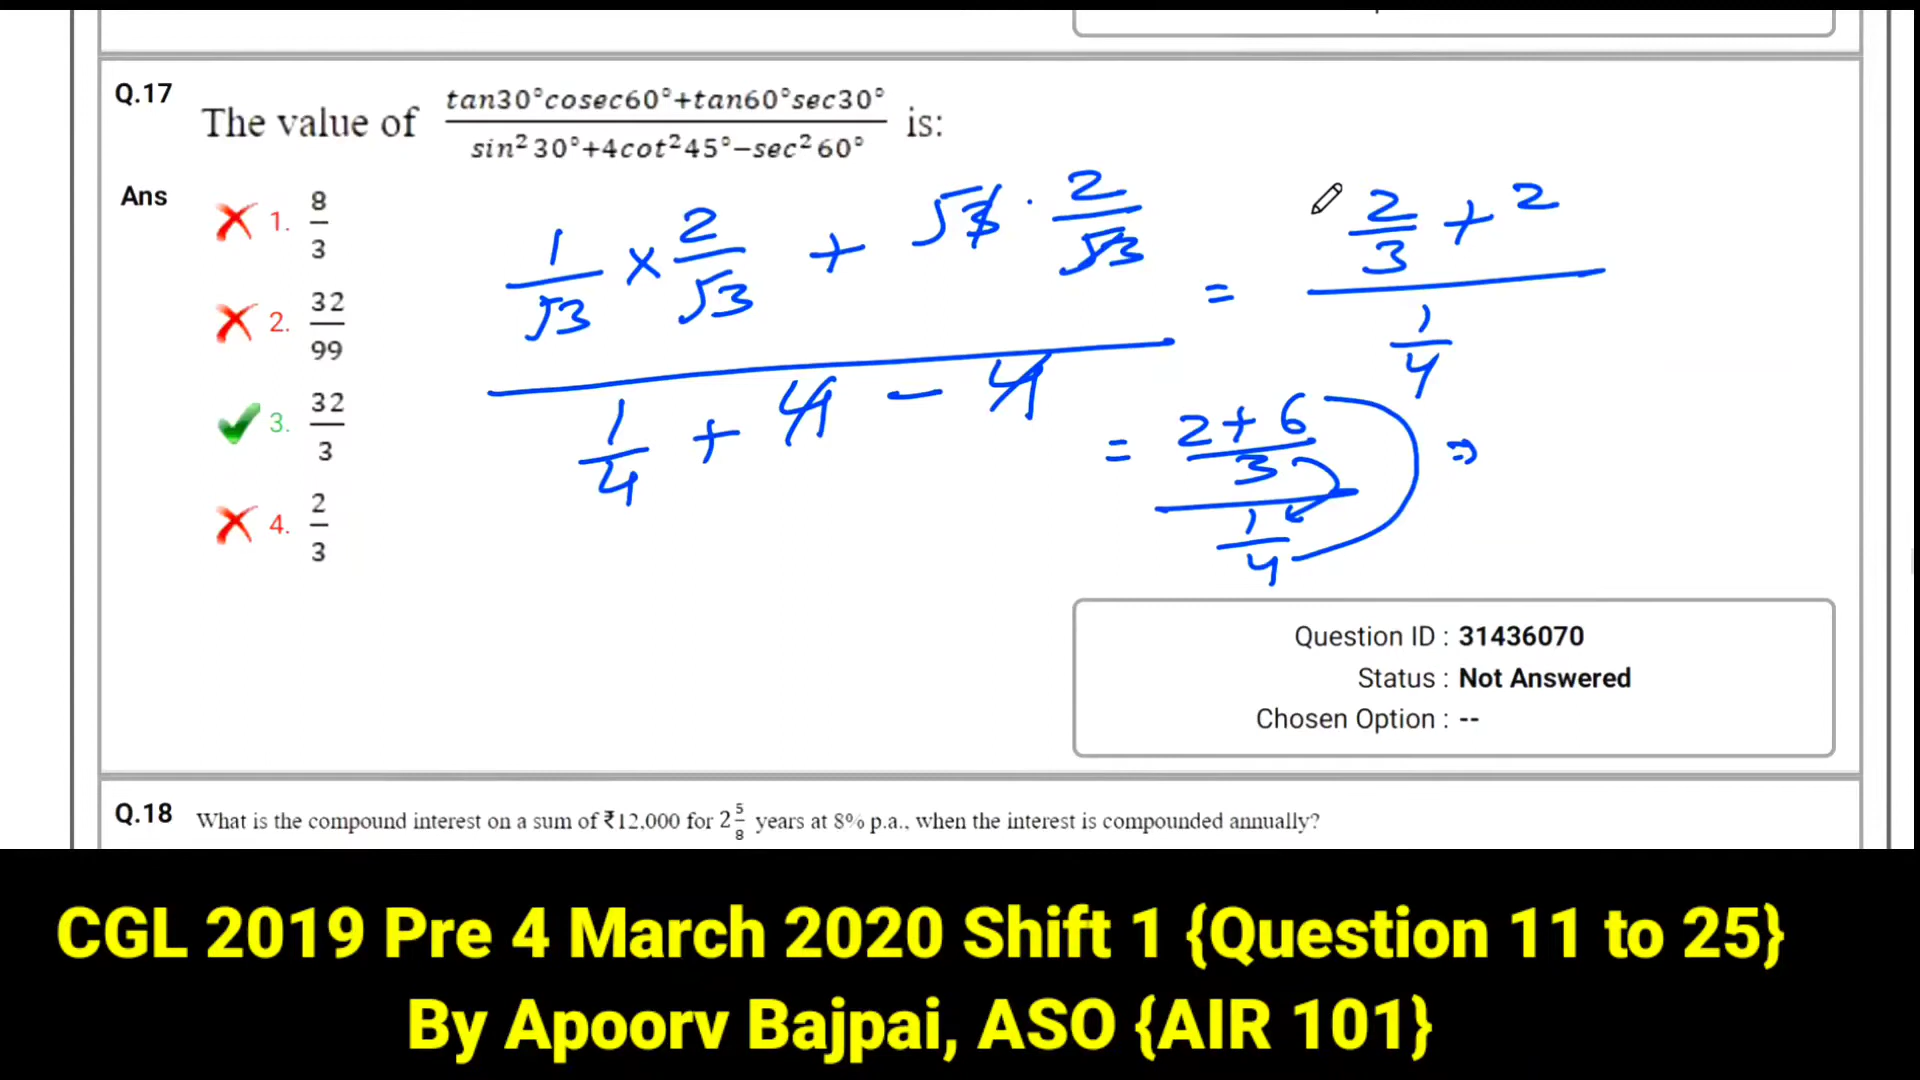 Q.17
The value of tan30°cosec60°+tan60°sec30° / sin²30°+4cot²45°−sec²60° is:
Ans
1. 8/3
2. 32/99
3. 32/3
4. 2/3
1/√3 × 2/√3 + √3 · 2/√3
1/4 + 4 − 4
= 2/3 + 2
1/4
= 2+6/3
1/4
⇒
Question ID : 31436070
Status : Not Answered
Chosen Option : --
Q.18 What is the compound interest on a sum of ₹12,000 for 2 5/8 years at 8% p.a., when the interest is compounded annually?
CGL 2019 Pre 4 March 2020 Shift 1 {Question 11 to 25}
By Apoorv Bajpai, ASO {AIR 101}